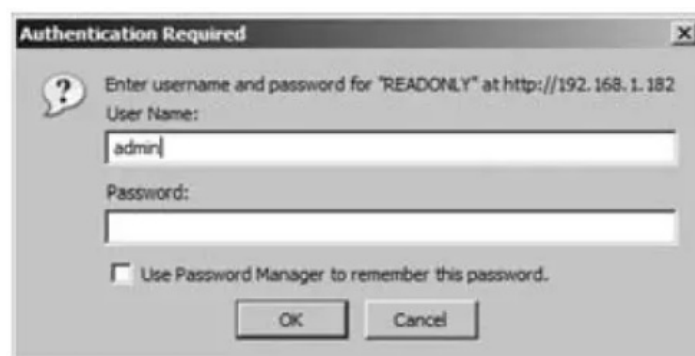 Authentication Required
Enter username and password for "READONLY" at http://192.168.1.182
User Name:
admin
Password:
Use Password Manager to remember this password.
OK Cancel